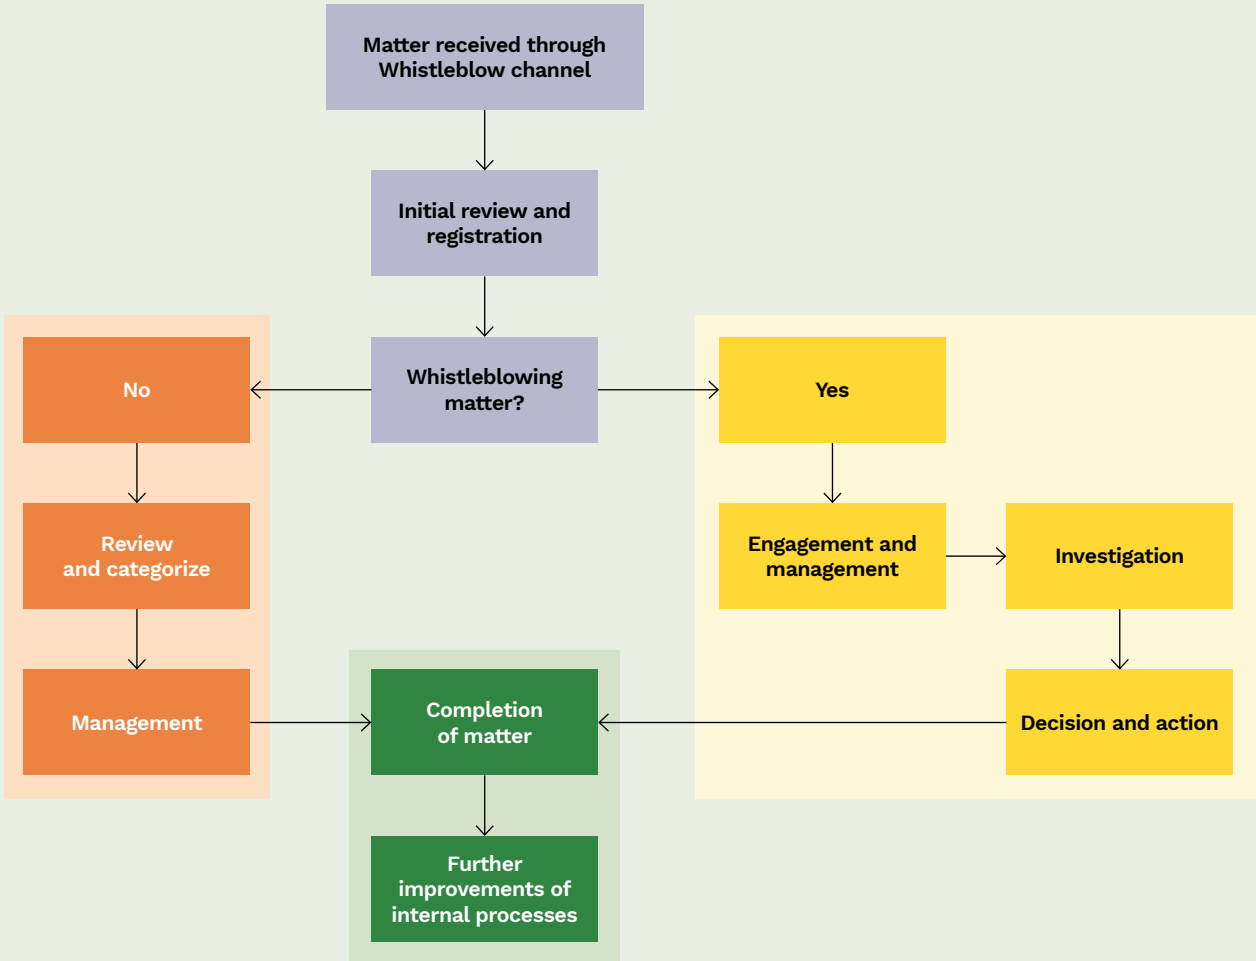 Matter received through
Whistleblow channel
Initial review and
registration
No
Whistleblowing
matter?
Yes
Review
and categorize
Engagement and
management
Investigation
Management
Completion
of matter
Decision and action
Further
improvements of
internal processes